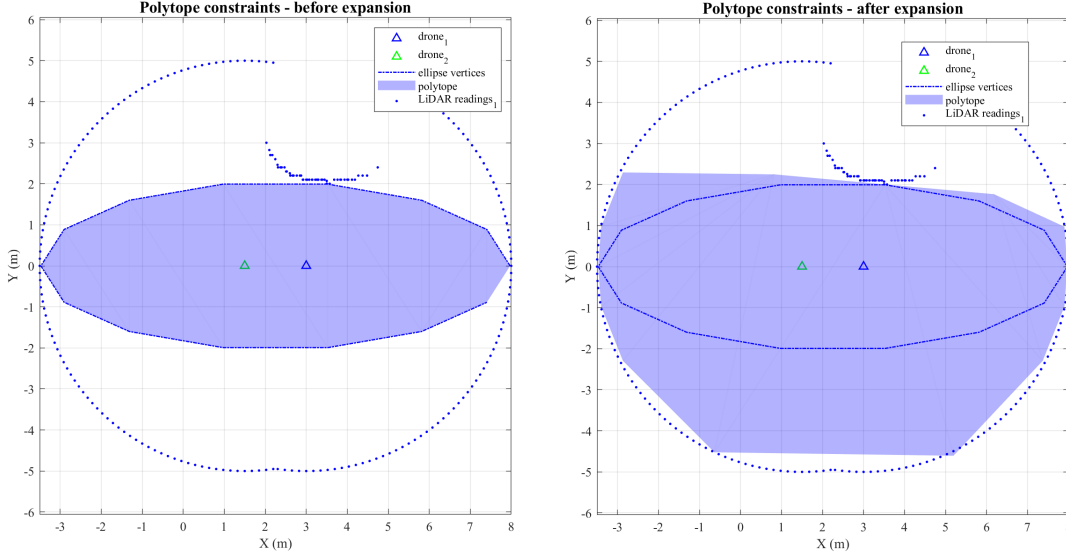 Polytope constraints - before expansion
6
5
4
3
2
1
0
-1
-2
-3
-4
-5
-6
Y (m)
drone1
drone2
ellipse vertices
polytope
LiDAR readings1
-3 -2 -1 0 1 2 3 4 5 6 7 8
X (m)
Polytope constraints - after expansion
6
5
4
3
2
1
0
-1
-2
-3
-4
-5
-6
Y (m)
drone1
drone2
ellipse vertices
polytope
LiDAR readings1
-3 -2 -1 0 1 2 3 4 5 6 7 8
X (m)